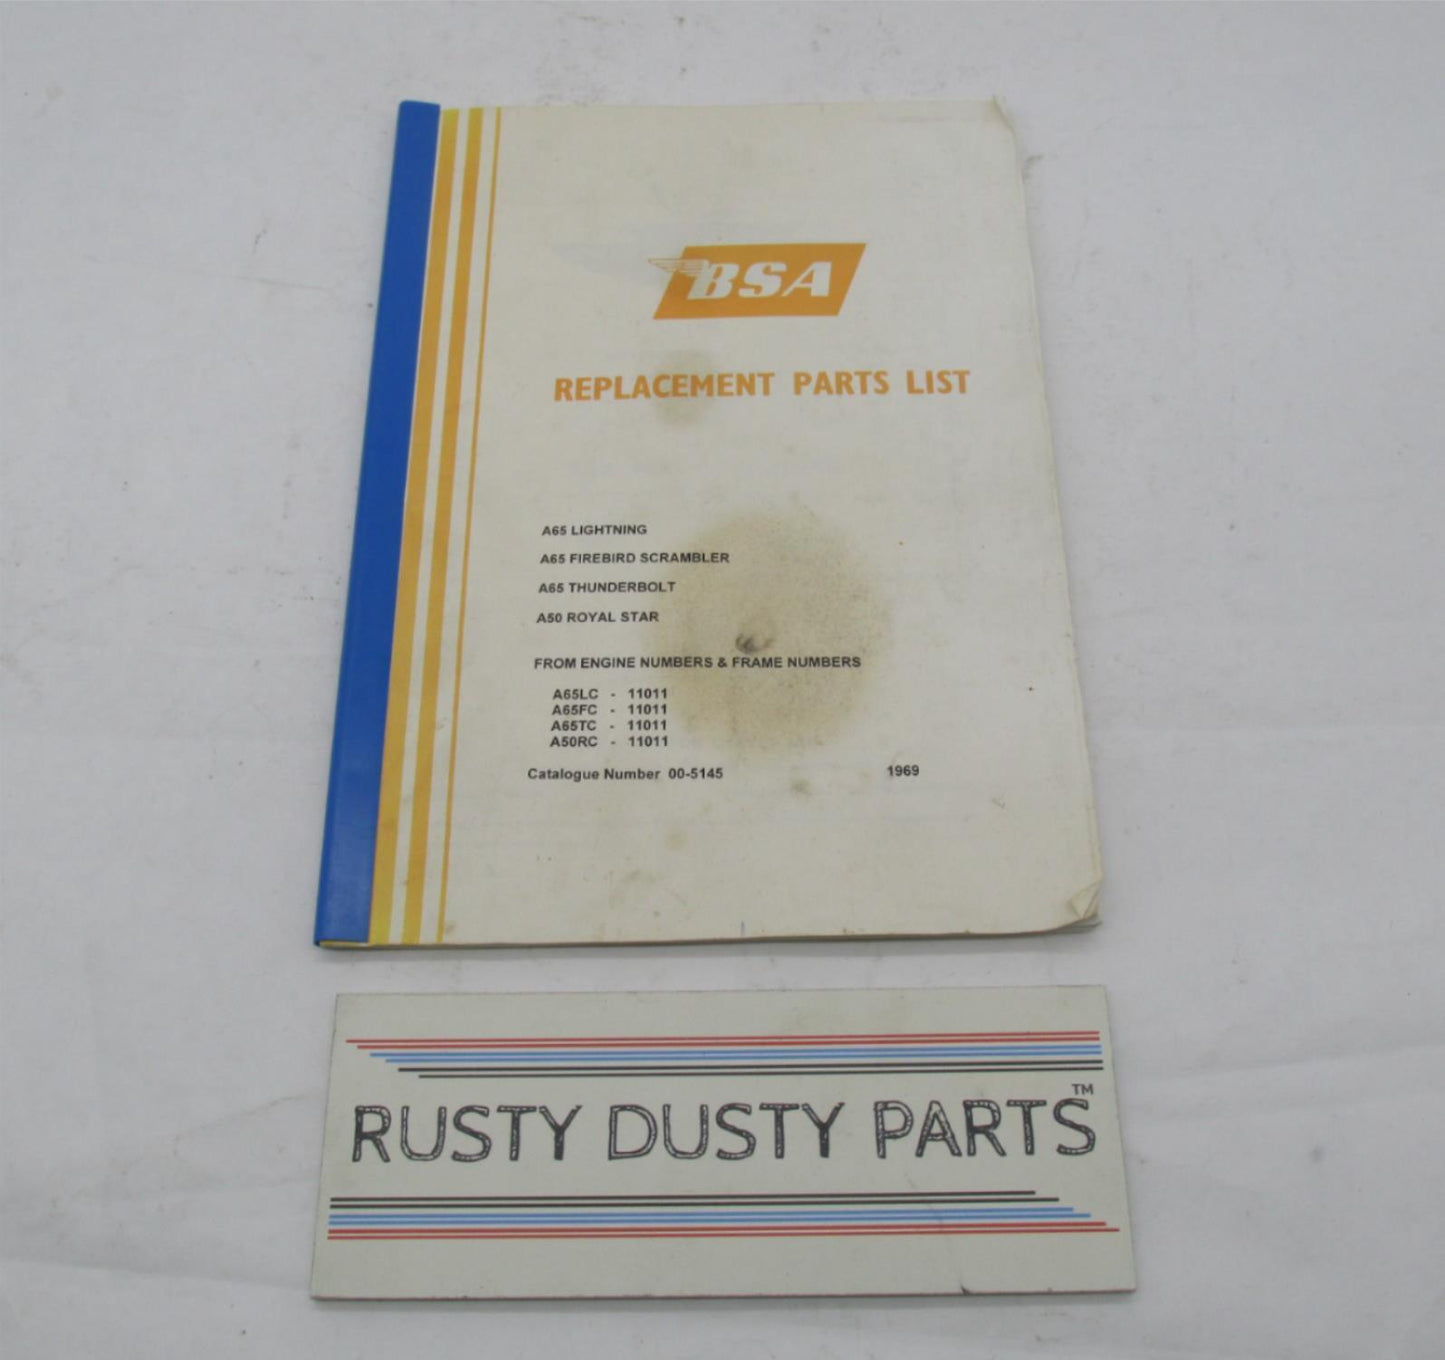 BSA
REPLACEMENT PARTS LIST
A65 LIGHTNING
A65 FIREBIRD SCRAMBLER
A65 THUNDERBOLT
A50 ROYAL STAR
FROM ENGINE NUMBERS & FRAME NUMBERS
A65LC - 11011
A65FC - 11011
A65TC - 11011
A50RC - 11011
Catalogue Number 00-5145 1969
RUSTY DUSTY PARTS™